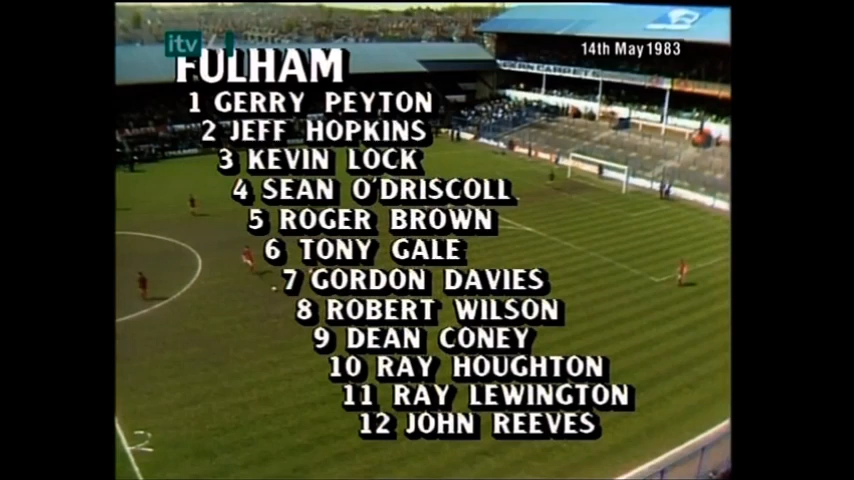 itv
14th May 1983
FULHAM
1 GERRY PEYTON
2 JEFF HOPKINS
3 KEVIN LOCK
4 SEAN O'DRISCOLL
5 ROGER BROWN
6 TONY GALE
7 GORDON DAVIES
8 ROBERT WILSON
9 DEAN CONEY
10 RAY HOUGHTON
11 RAY LEWINGTON
12 JOHN REEVES